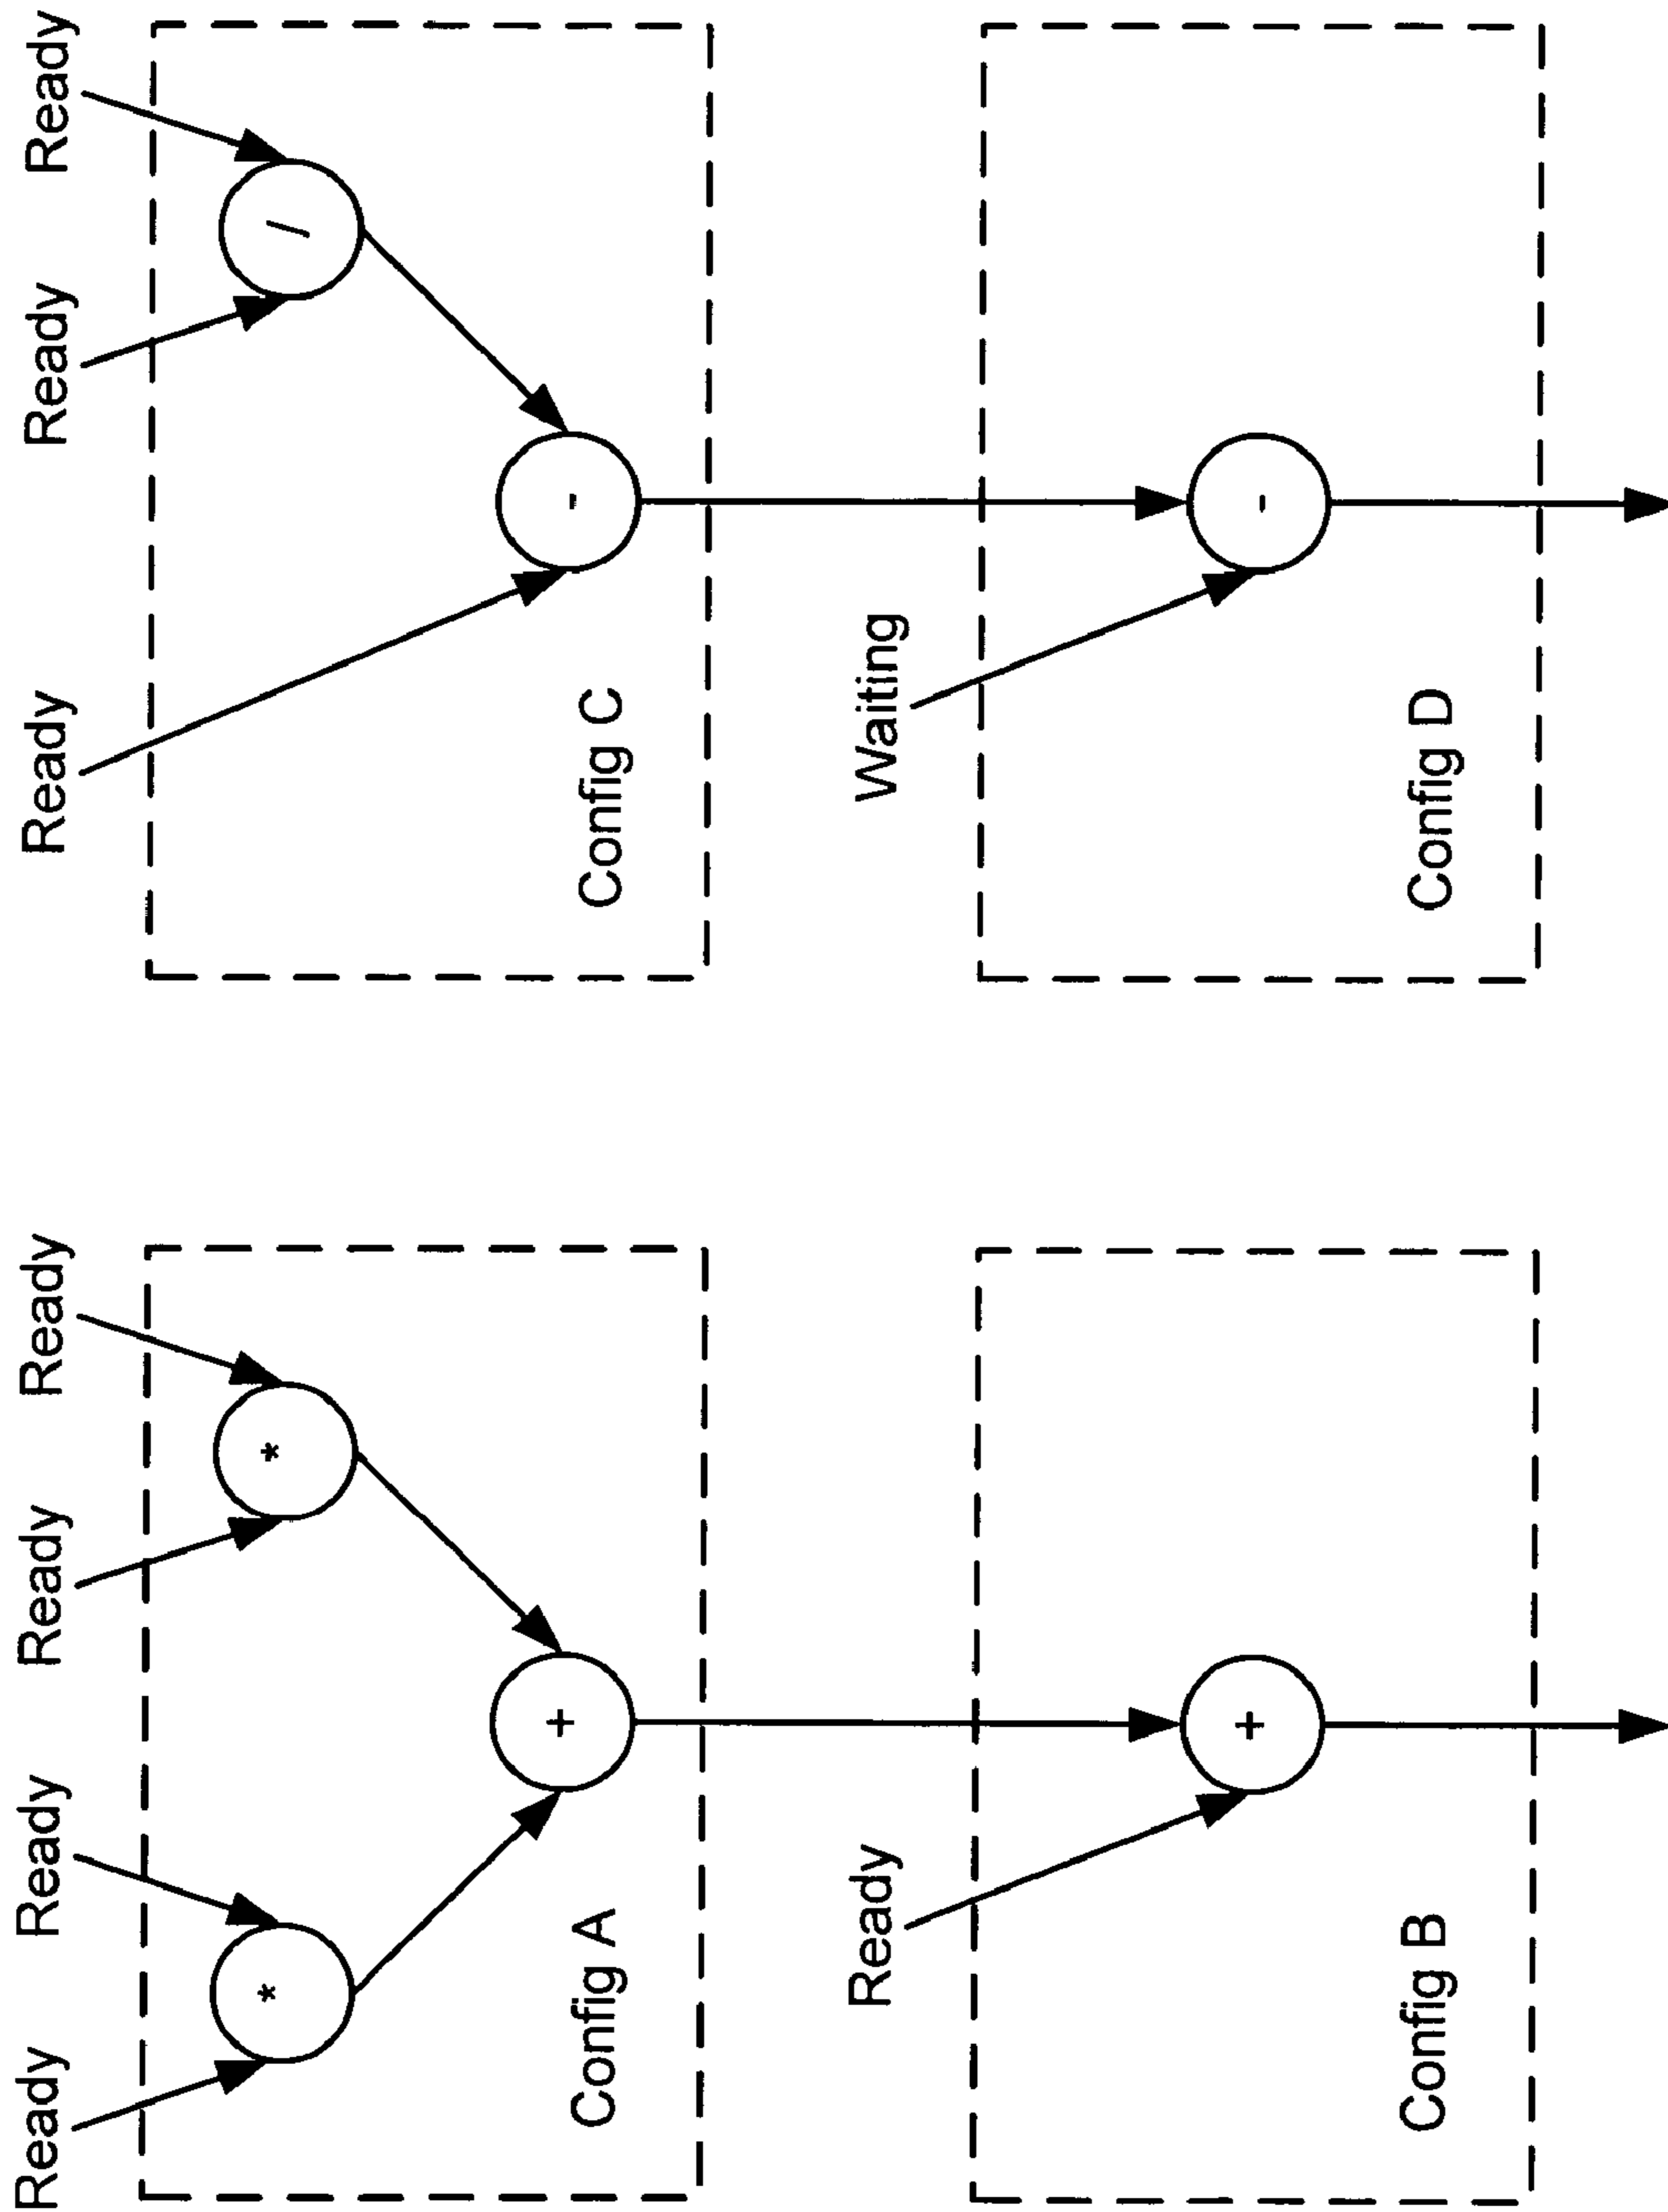 Ready Ready Ready Ready Ready Ready Ready
* * /
+ -
Config A Config C
Ready Waiting
+ -
Config B Config D